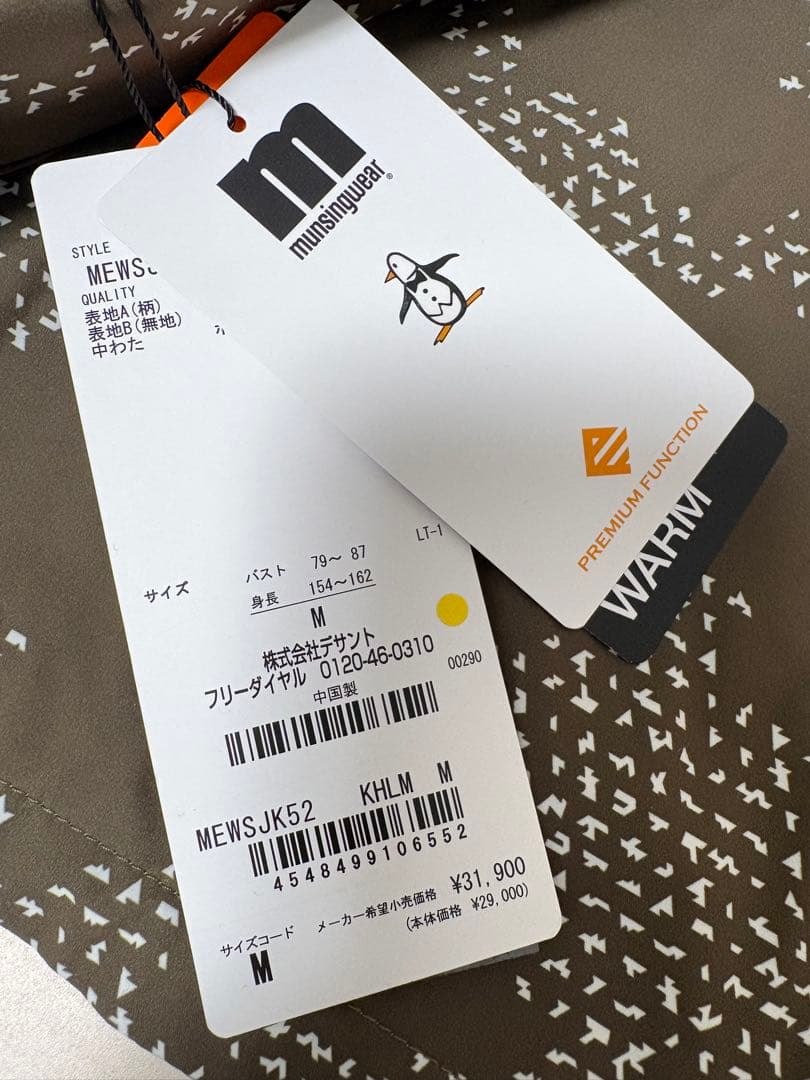 m
munsingwear®
PREMIUM FUNCTION
WARM
STYLE
MEWSJ
QUALITY
表地A(柄)
表地B(無地)
中わた
LT-1
サイズ
バスト 79~ 87
身長 154~162
M
株式会社デサント
フリーダイヤル 0120-46-0310
中国製
00290
MEWSJK52 KHLM M
4548499106552
メーカー希望小売価格 ¥31,900
(本体価格 ¥29,000)
サイズコード
M